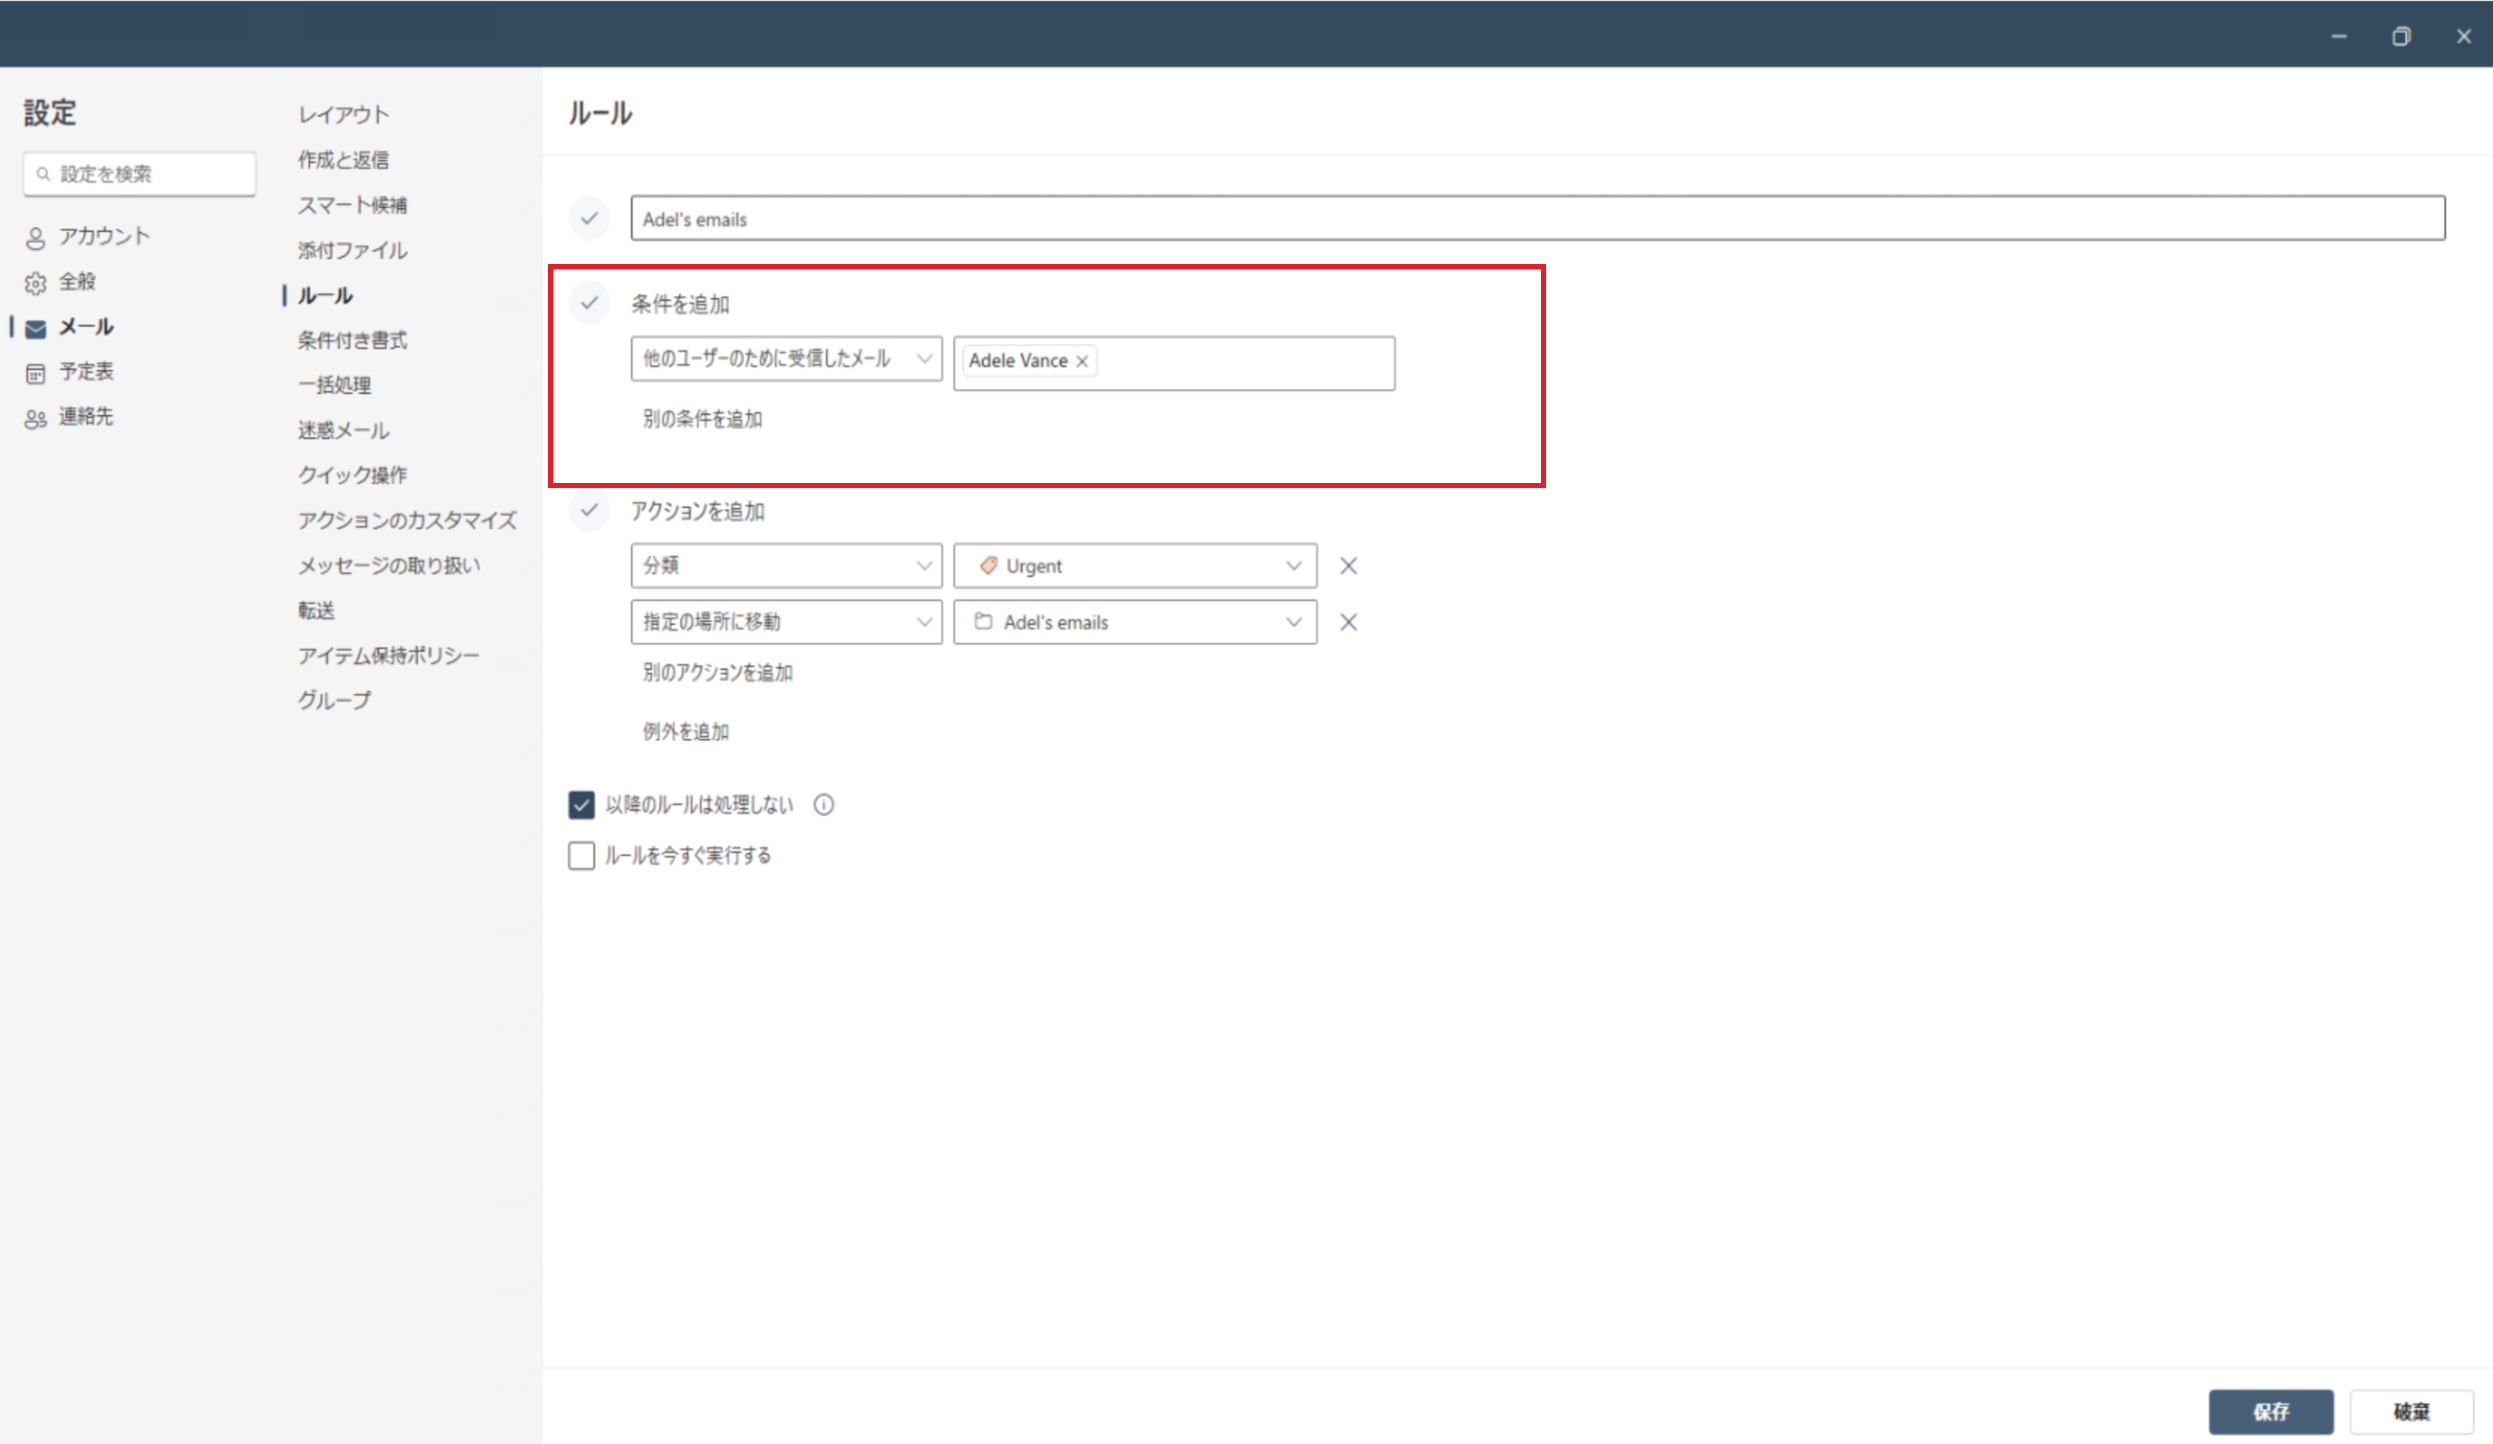 設定
設定を検索
アカウント
全般
メール
予定表
連絡先
レイアウト
作成と返信
スマート候補
添付ファイル
ルール
条件付き書式
一括処理
迷惑メール
クイック操作
アクションのカスタマイズ
メッセージの取り扱い
転送
アイテム保持ポリシー
グループ
ルール
Adel's emails
条件を追加
他のユーザーのために受信したメール Adele Vance
別の条件を追加
アクションを追加
分類 Urgent
指定の場所に移動 Adel's emails
別のアクションを追加
例外を追加
以降のルールは処理しない
ルールを今すぐ実行する
保存 破棄